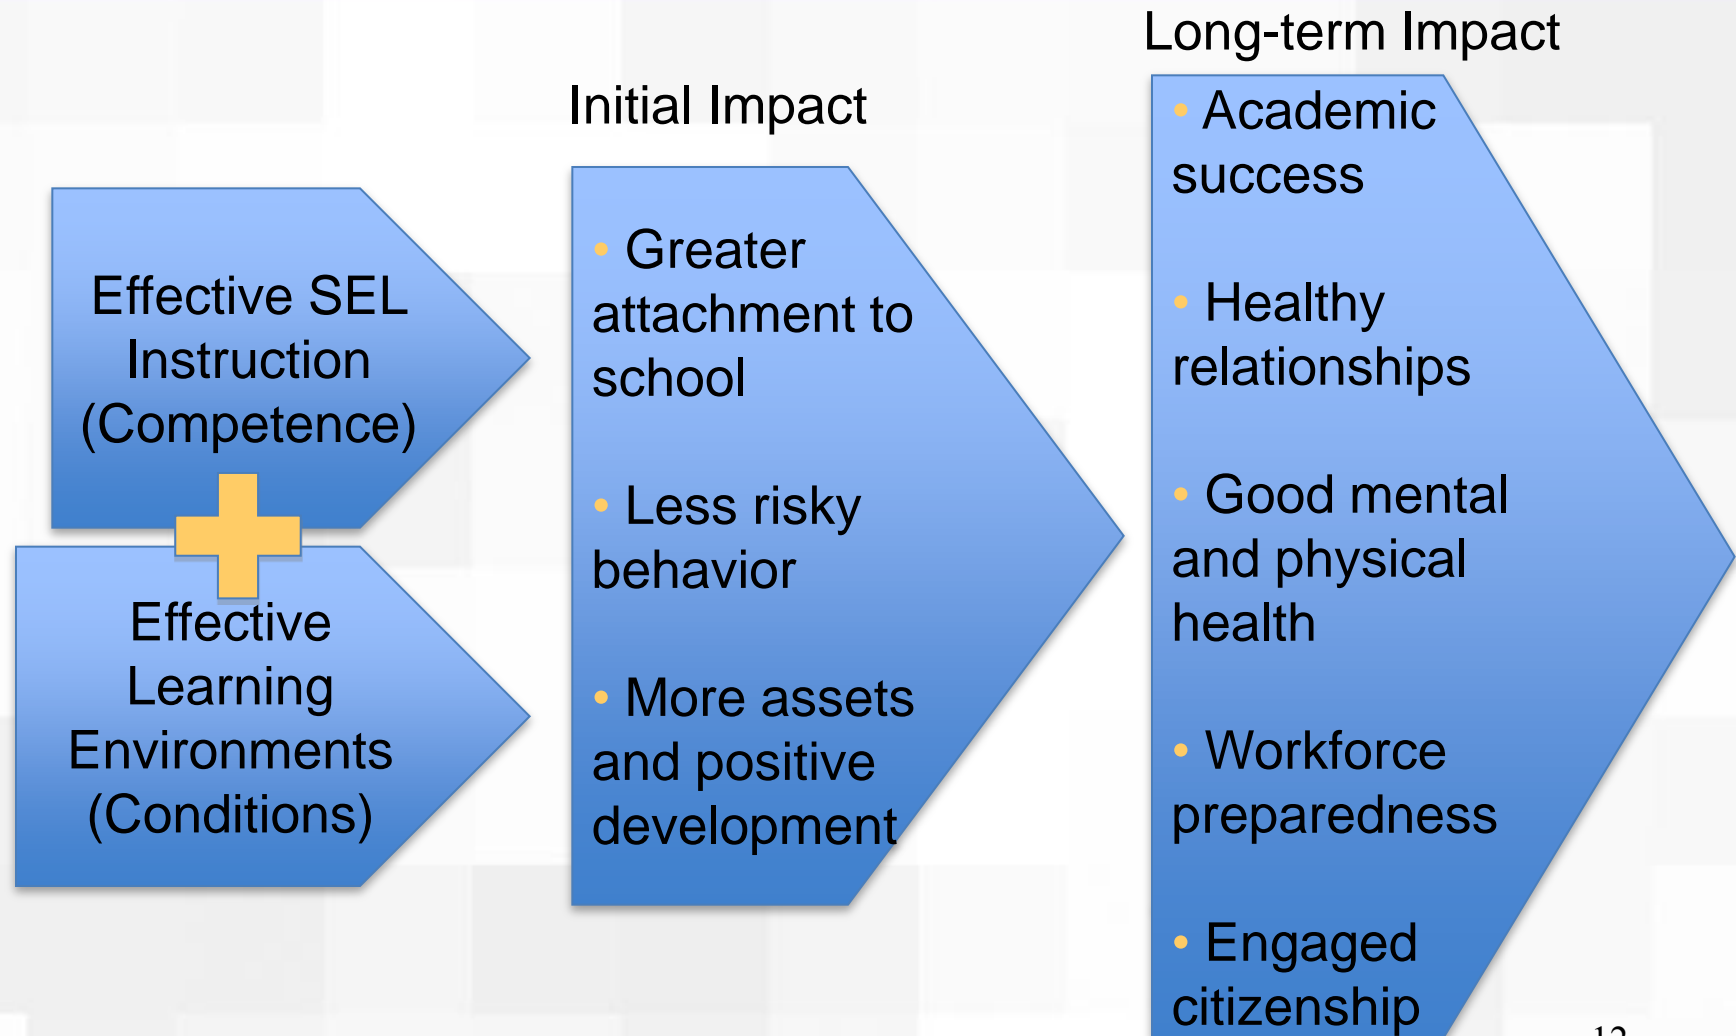 Effective SEL
Instruction
(Competence)
Effective
Learning
Environments
(Conditions)
Initial Impact
• Greater
attachment to
school
• Less risky
behavior
• More assets
and positive
development
Long-term Impact
• Academic
success
• Healthy
relationships
• Good mental
and physical
health
• Workforce
preparedness
• Engaged
citizenship
12